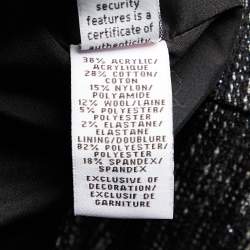 security
features is a
certificate of
authenticity.
38% ACRYLIC/
ACRYLIQUE
28% COTTON/
COTON
15% NYLON/
POLYAMIDE
12% WOOL/LAINE
5% POLYESTER/
POLYESTER
2% ELASTANE/
ELASTANE
LINING/DOUBLURE
82% POLYESTER/
POLYESTER
18% SPANDEX/
SPANDEX
EXCLUSIVE OF
DECORATION/
EXCLUSIF DE
GARNITURE